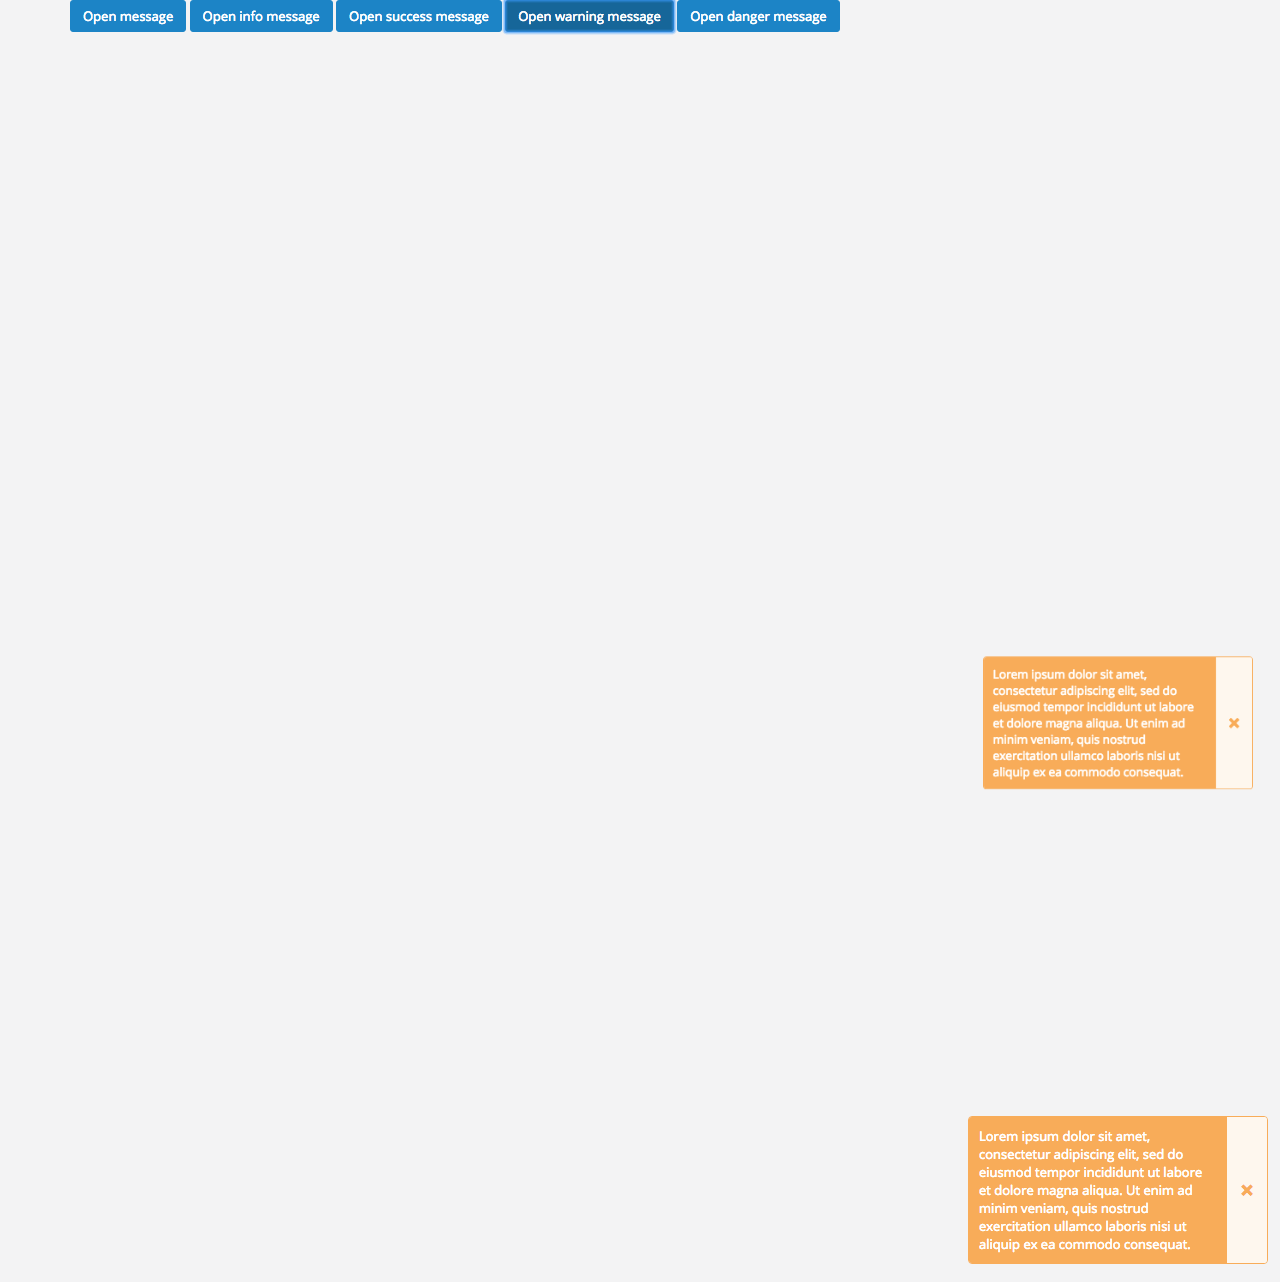 Open message Open info message Open success message Open warning message Open danger message
Lorem ipsum dolor sit amet,
consectetur adipiscing elit, sed do
eiusmod tempor incididunt ut labore
et dolore magna aliqua. Ut enim ad
minim veniam, quis nostrud
exercitation ullamco laboris nisi ut
aliquip ex ea commodo consequat.
Lorem ipsum dolor sit amet,
consectetur adipiscing elit, sed do
eiusmod tempor incididunt ut labore
et dolore magna aliqua. Ut enim ad
minim veniam, quis nostrud
exercitation ullamco laboris nisi ut
aliquip ex ea commodo consequat.